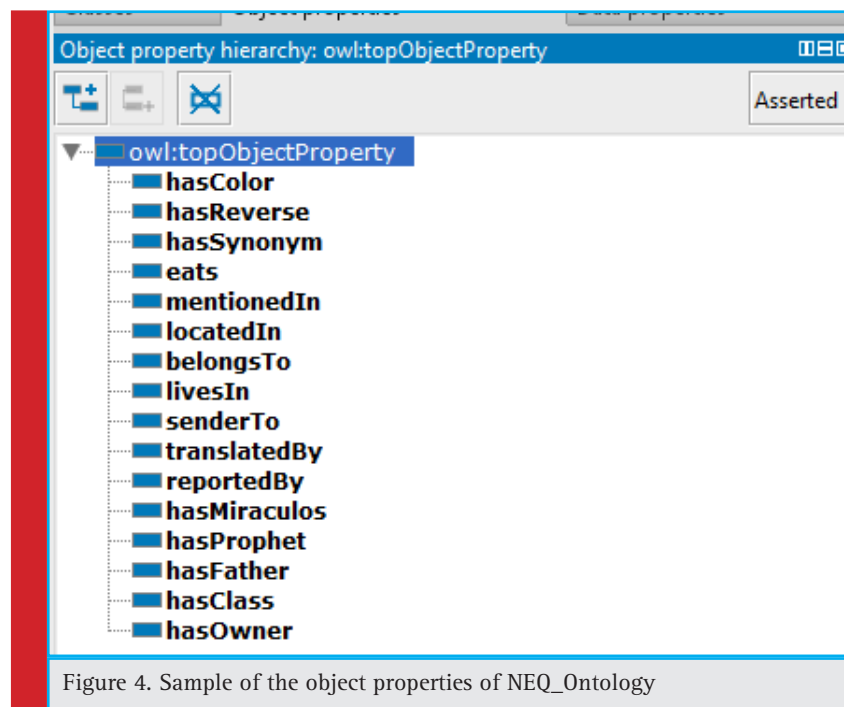 Object property hierarchy: owl:topObjectProperty
Asserted
owl:topObjectProperty
hasColor
hasReverse
hasSynonym
eats
mentionedIn
locatedIn
belongsTo
livesIn
senderTo
translatedBy
reportedBy
hasMiraculos
hasProphet
hasFather
hasClass
hasOwner
Figure 4. Sample of the object properties of NEQ_Ontology